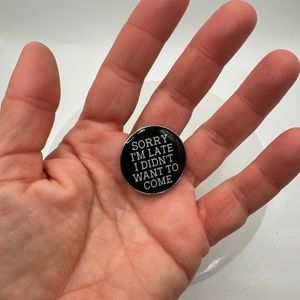 SORRY
I'M LATE
I DIDN'T
WANT TO
COME